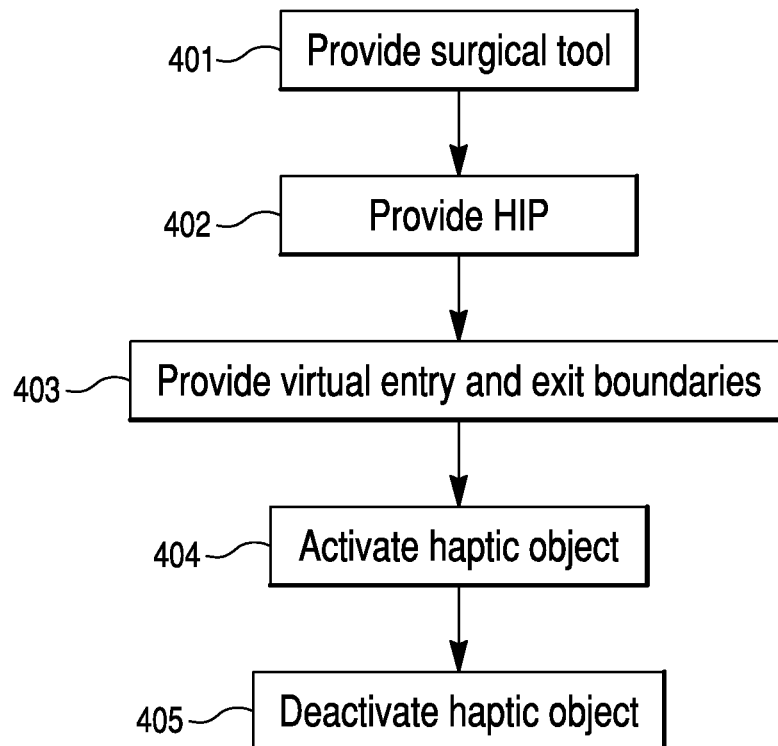 401 Provide surgical tool
402 Provide HIP
403 Provide virtual entry and exit boundaries
404 Activate haptic object
405 Deactivate haptic object